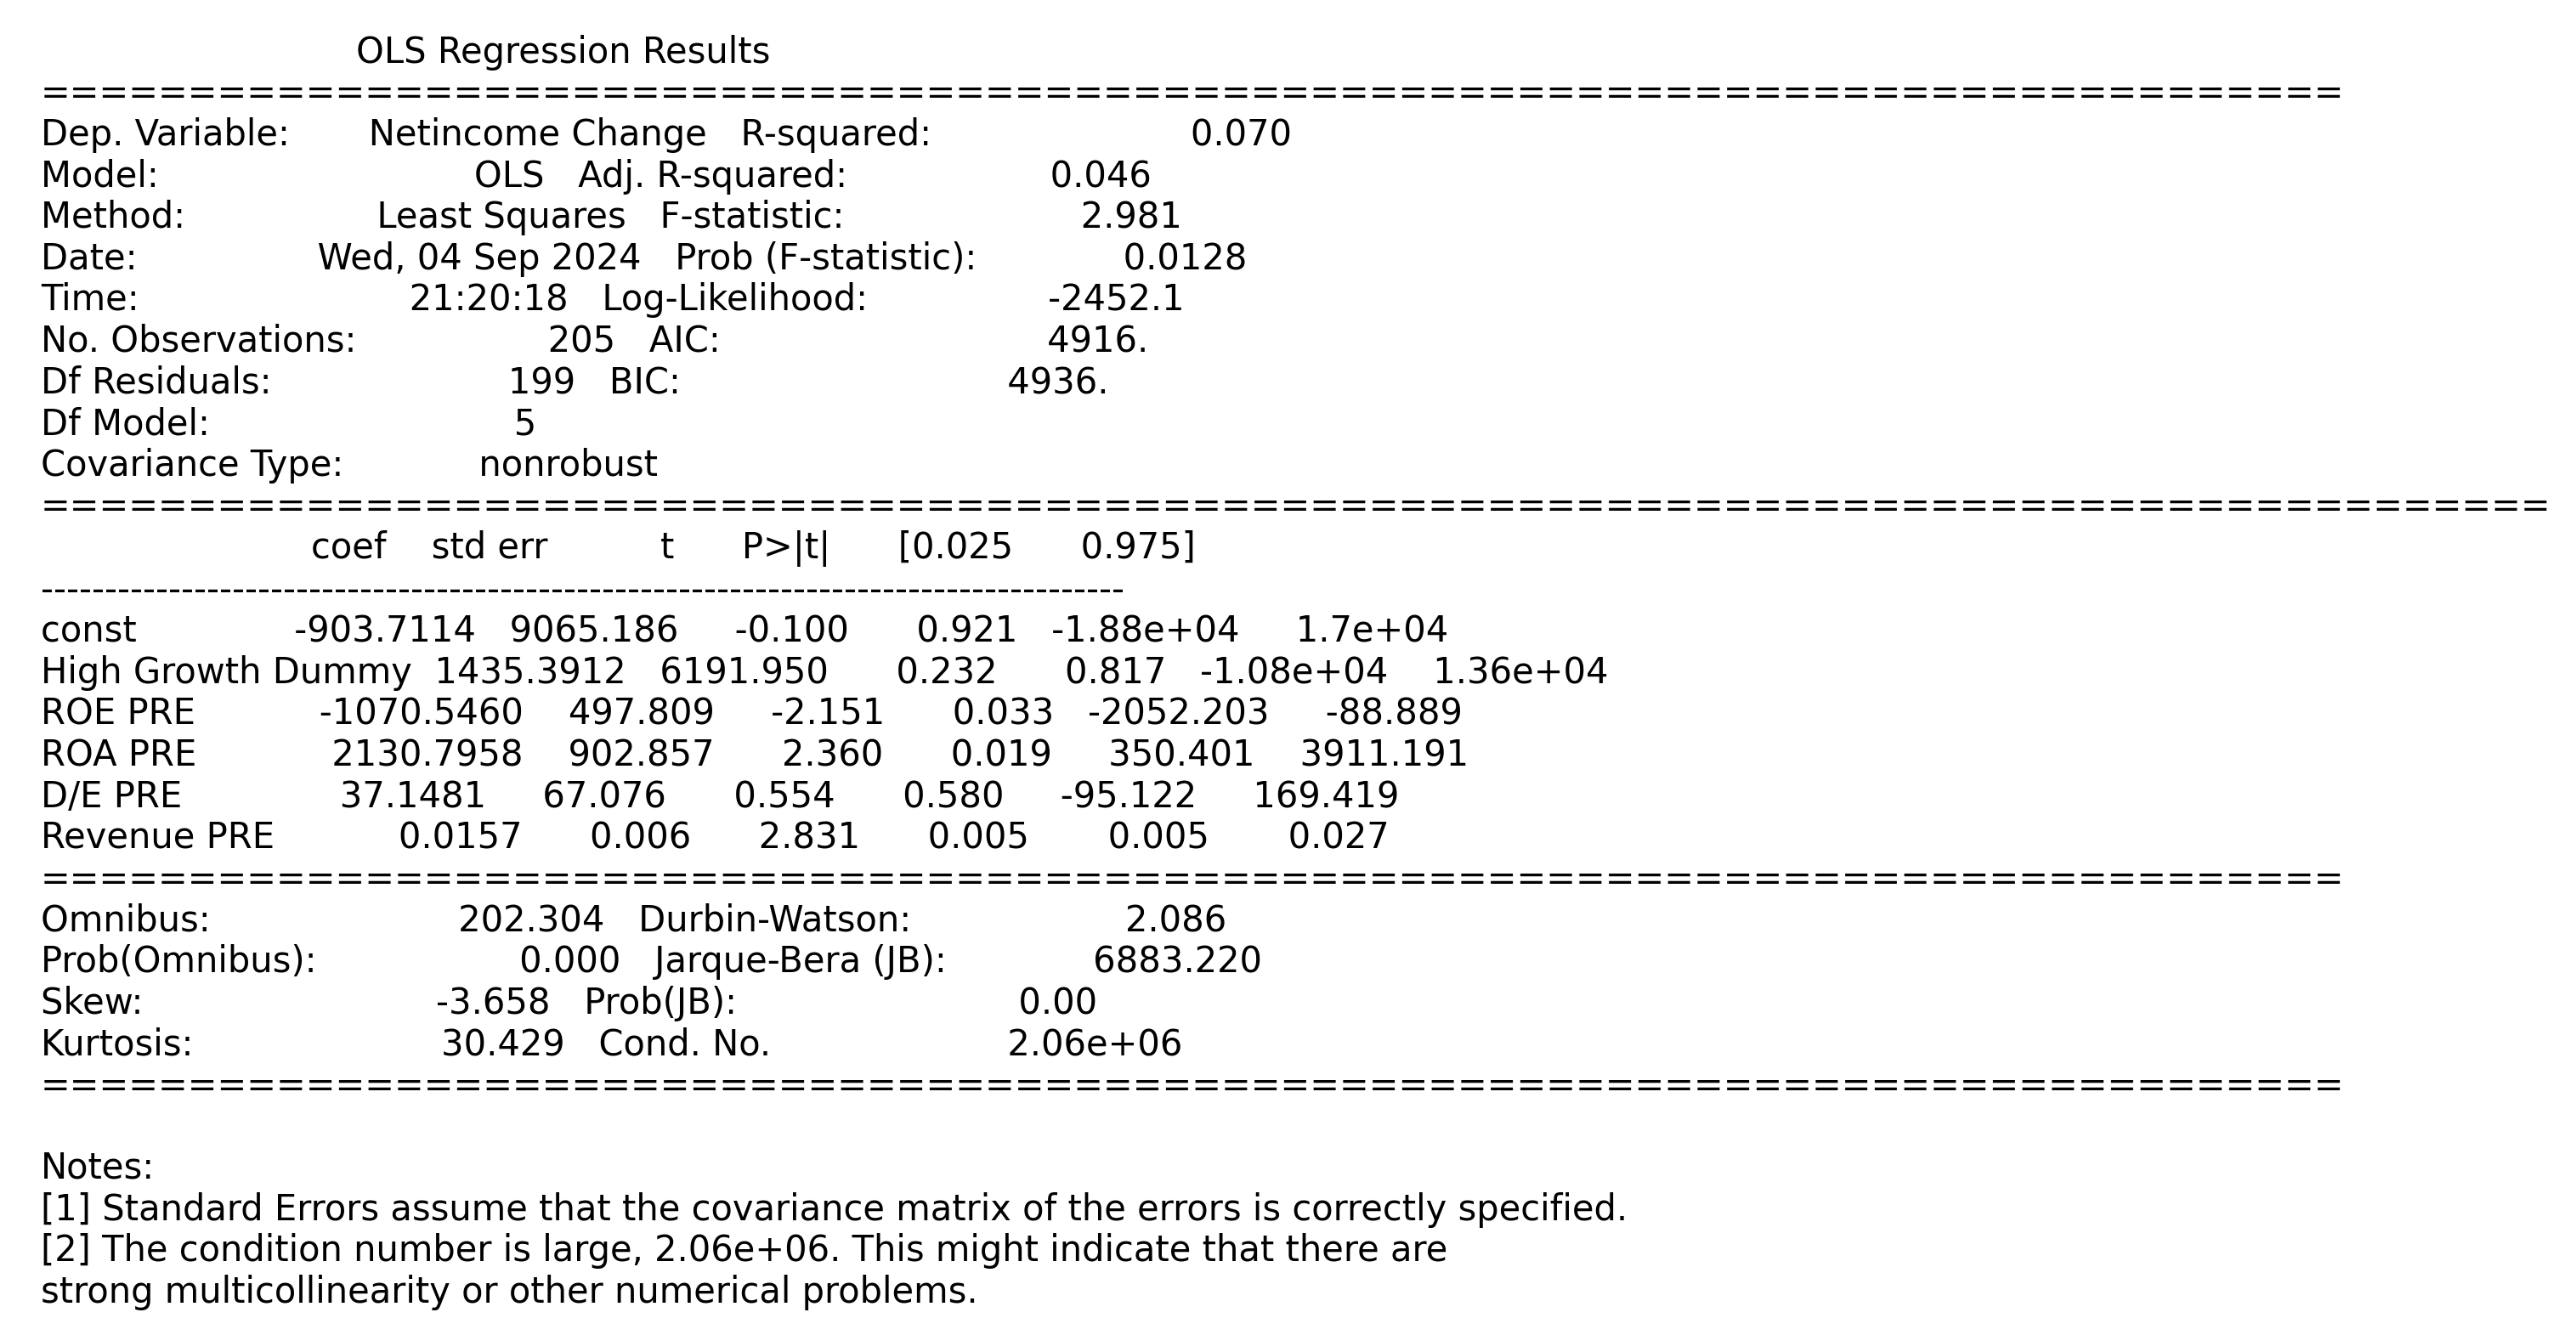 OLS Regression Results
==============================================================================
Dep. Variable: Netincome Change R-squared: 0.070
Model: OLS Adj. R-squared: 0.046
Method: Least Squares F-statistic: 2.981
Date: Wed, 04 Sep 2024 Prob (F-statistic): 0.0128
Time: 21:20:18 Log-Likelihood: -2452.1
No. Observations: 205 AIC: 4916.
Df Residuals: 199 BIC: 4936.
Df Model: 5
Covariance Type: nonrobust
=====================================================================================
coef std err t P>|t| [0.025 0.975]
-------------------------------------------------------------------------------------
const -903.7114 9065.186 -0.100 0.921 -1.88e+04 1.7e+04
High Growth Dummy 1435.3912 6191.950 0.232 0.817 -1.08e+04 1.36e+04
ROE PRE -1070.5460 497.809 -2.151 0.033 -2052.203 -88.889
ROA PRE 2130.7958 902.857 2.360 0.019 350.401 3911.191
D/E PRE 37.1481 67.076 0.554 0.580 -95.122 169.419
Revenue PRE 0.0157 0.006 2.831 0.005 0.005 0.027
==============================================================================
Omnibus: 202.304 Durbin-Watson: 2.086
Prob(Omnibus): 0.000 Jarque-Bera (JB): 6883.220
Skew: -3.658 Prob(JB): 0.00
Kurtosis: 30.429 Cond. No. 2.06e+06
==============================================================================
Notes:
[1] Standard Errors assume that the covariance matrix of the errors is correctly specified.
[2] The condition number is large, 2.06e+06. This might indicate that there are
strong multicollinearity or other numerical problems.